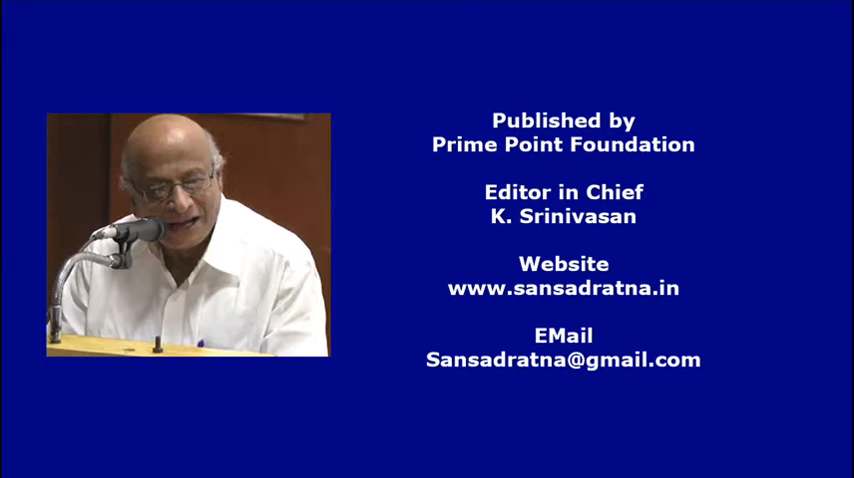 Published by
Prime Point Foundation
Editor in Chief
K. Srinivasan
Website
www.sansadratna.in
EMail
Sansadratna@gmail.com